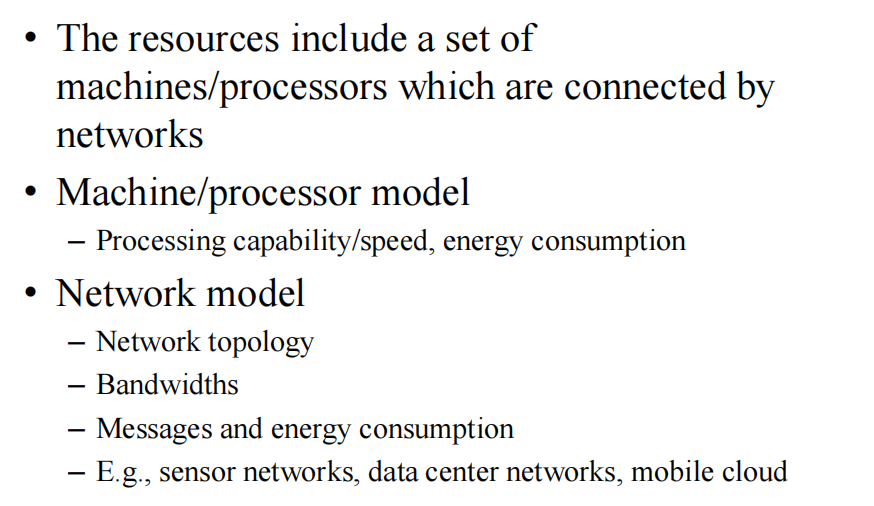 • The resources include a set of
machines/processors which are connected by
networks
• Machine/processor model
– Processing capability/speed, energy consumption
• Network model
– Network topology
– Bandwidths
– Messages and energy consumption
– E.g., sensor networks, data center networks, mobile cloud